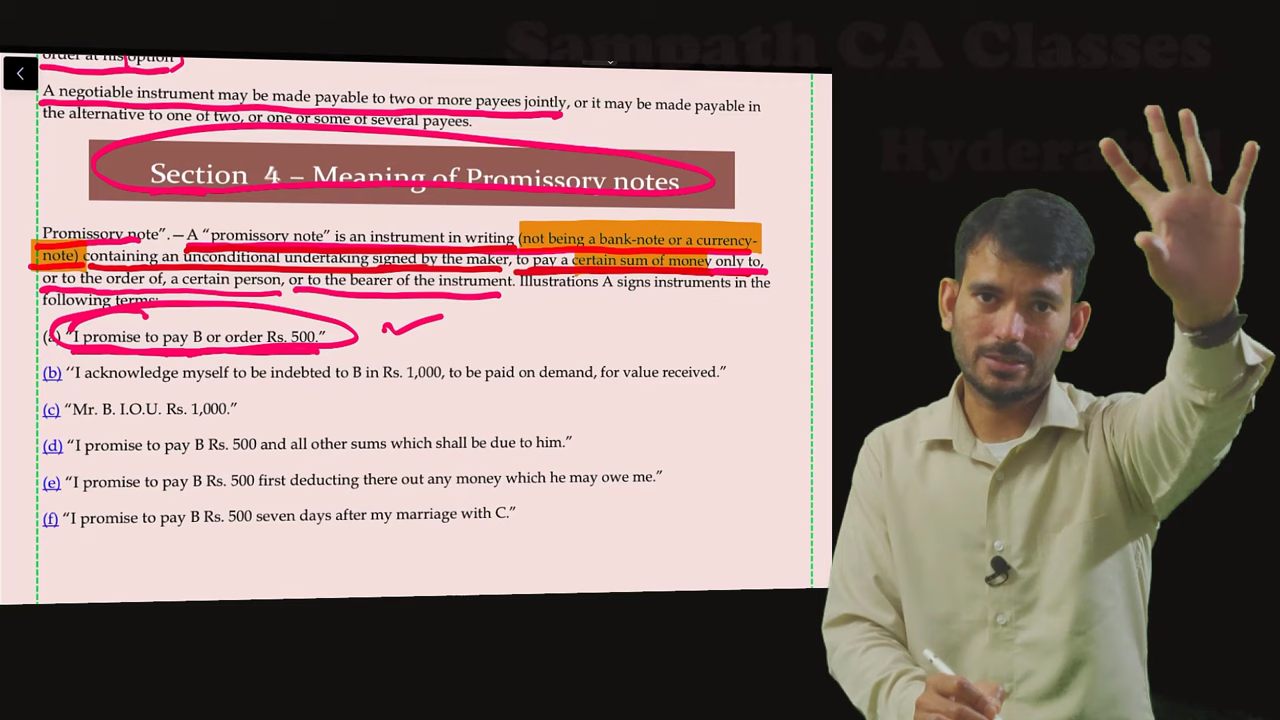 Sampath CA Classes
Hyderabad
order at his option
A negotiable instrument may be made payable to two or more payees jointly, or it may be made payable in
the alternative to one of two, or one or some of several payees.
Section 4 – Meaning of Promissory notes
Promissory note”.—A “promissory note” is an instrument in writing (not being a bank-note or a currency-
note) containing an unconditional undertaking signed by the maker, to pay a certain sum of money only to,
or to the order of, a certain person, or to the bearer of the instrument. Illustrations A signs instruments in the
following terms:
(a) “I promise to pay B or order Rs. 500.”
(b) ‘‘I acknowledge myself to be indebted to B in Rs. 1,000, to be paid on demand, for value received.”
(c) “Mr. B. I.O.U. Rs. 1,000.”
(d) “I promise to pay B Rs. 500 and all other sums which shall be due to him.”
(e) “I promise to pay B Rs. 500 first deducting there out any money which he may owe me.”
(f) “I promise to pay B Rs. 500 seven days after my marriage with C.”